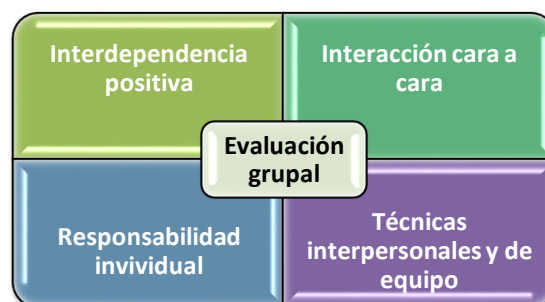 Interdependencia
positiva
Interacción cara a
cara
Evaluación
grupal
Responsabilidad
invividual
Técnicas
interpersonales y de
equipo